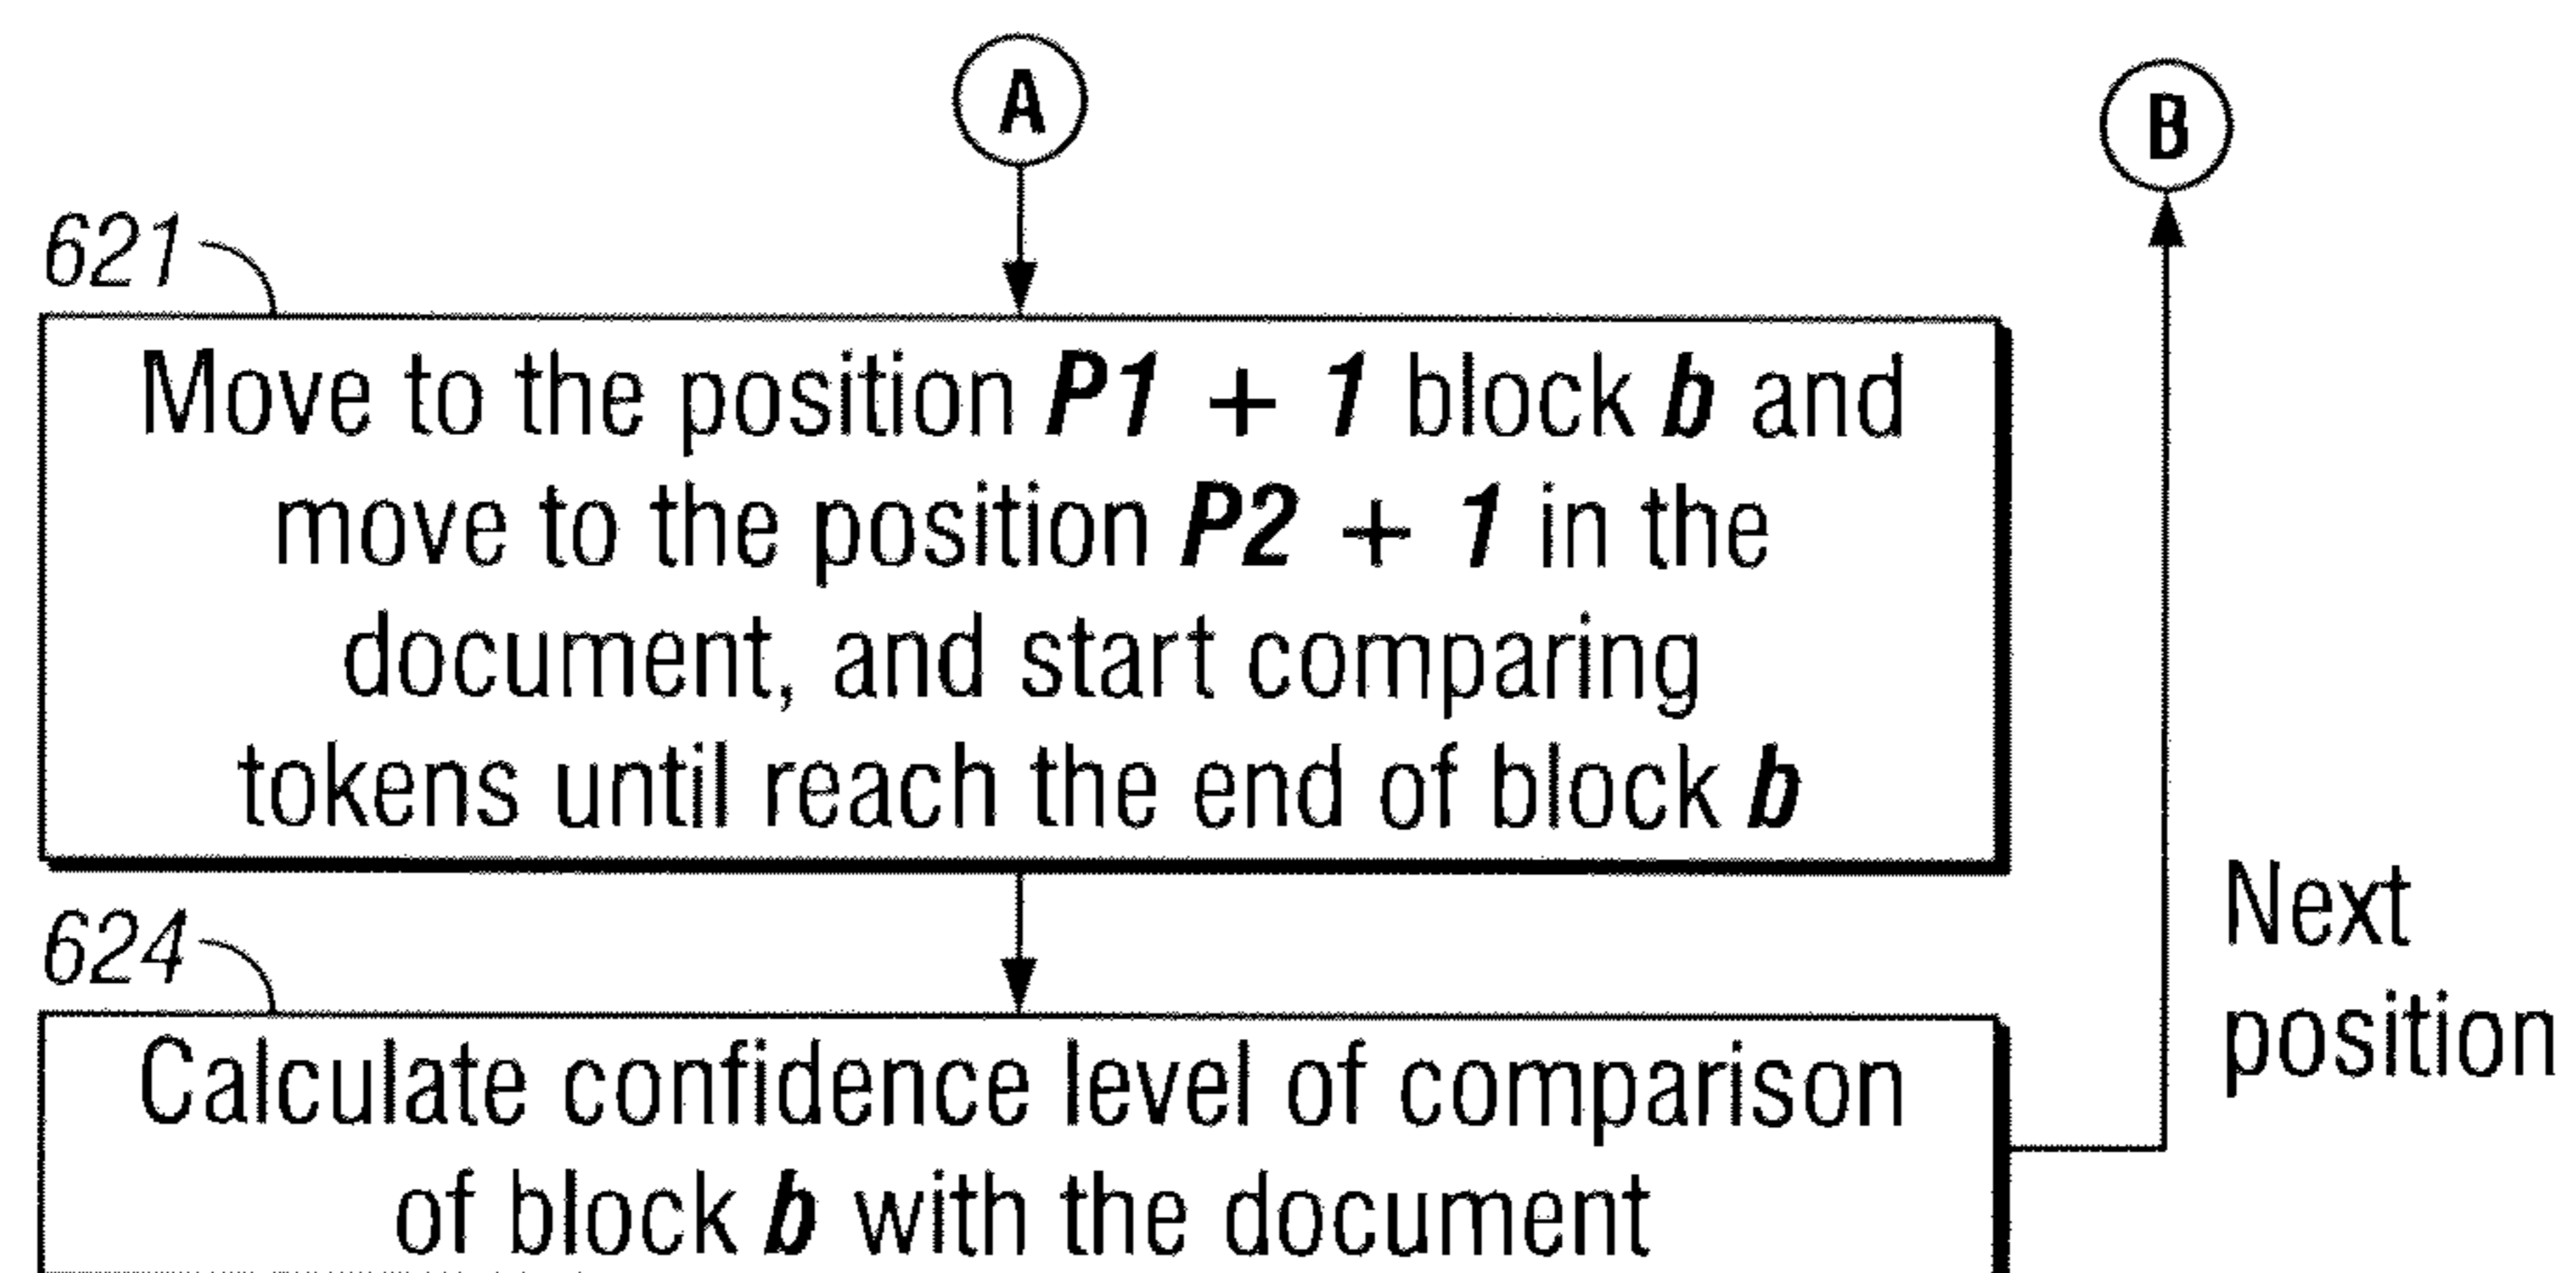 A
B
621
Move to the position P1 + 1 block b and
move to the position P2 + 1 in the
document, and start comparing
tokens until reach the end of block b
624
Next
position
Calculate confidence level of comparison
of block b with the document